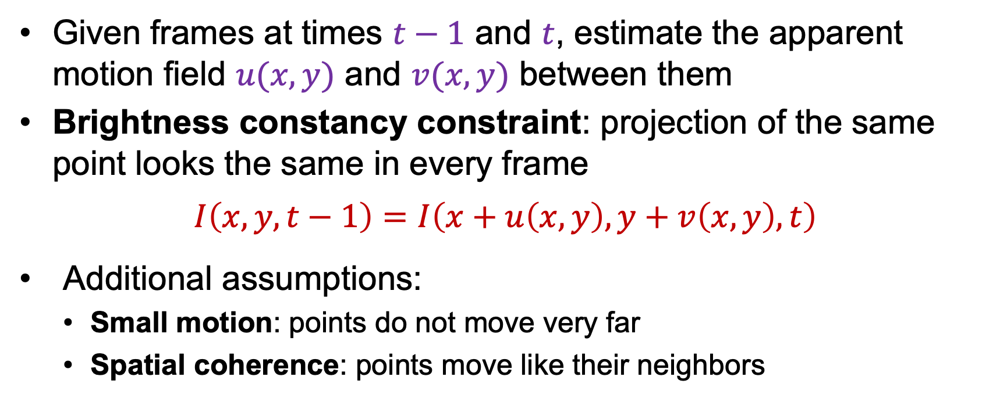 • Given frames at times t − 1 and t, estimate the apparent
motion field u(x, y) and v(x, y) between them
• Brightness constancy constraint: projection of the same
point looks the same in every frame
I(x, y, t − 1) = I(x + u(x, y), y + v(x, y), t)
• Additional assumptions:
• Small motion: points do not move very far
• Spatial coherence: points move like their neighbors